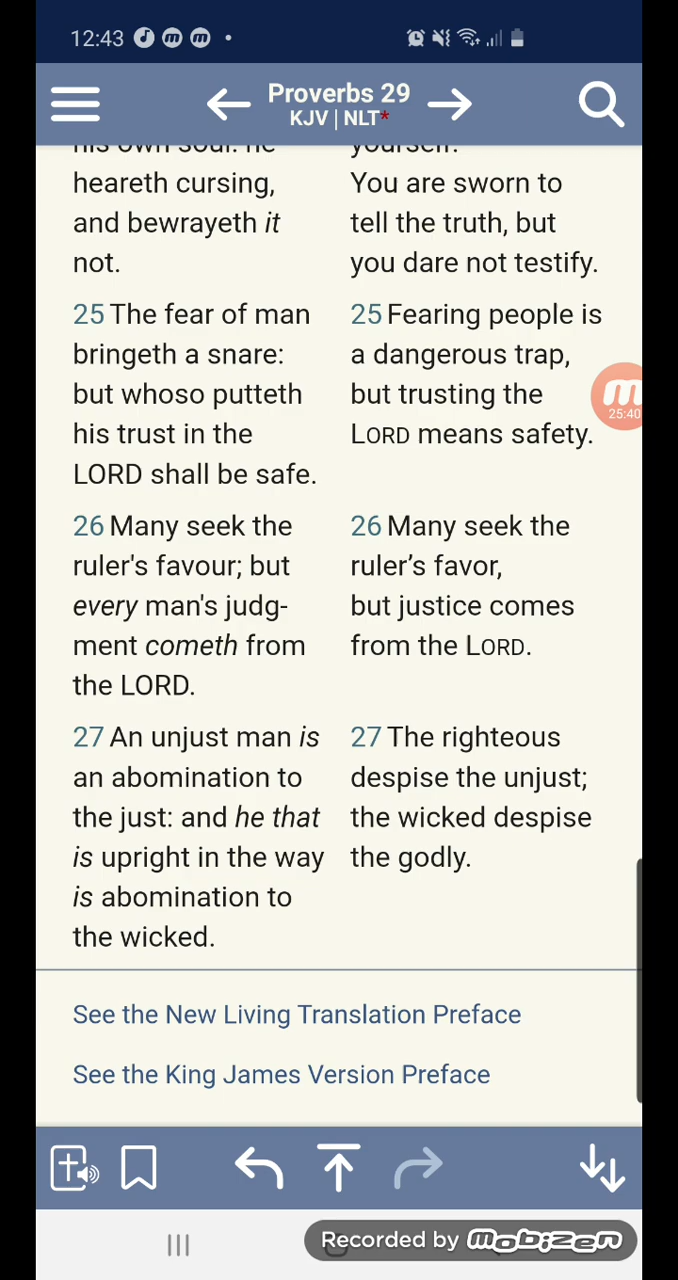 12:43
Proverbs 29
KJV | NLT*
his own soul: he
heareth cursing,
and bewrayeth it
not.
25 The fear of man
bringeth a snare:
but whoso putteth
his trust in the
LORD shall be safe.
26 Many seek the
ruler's favour; but
every man's judg-
ment cometh from
the LORD.
27 An unjust man is
an abomination to
the just: and he that
is upright in the way
is abomination to
the wicked.
yourself.
You are sworn to
tell the truth, but
you dare not testify.
25 Fearing people is
a dangerous trap,
but trusting the
LORD means safety.
26 Many seek the
ruler’s favor,
but justice comes
from the LORD.
27 The righteous
despise the unjust;
the wicked despise
the godly.
m
25:40
See the New Living Translation Preface
See the King James Version Preface
Recorded by mobizen